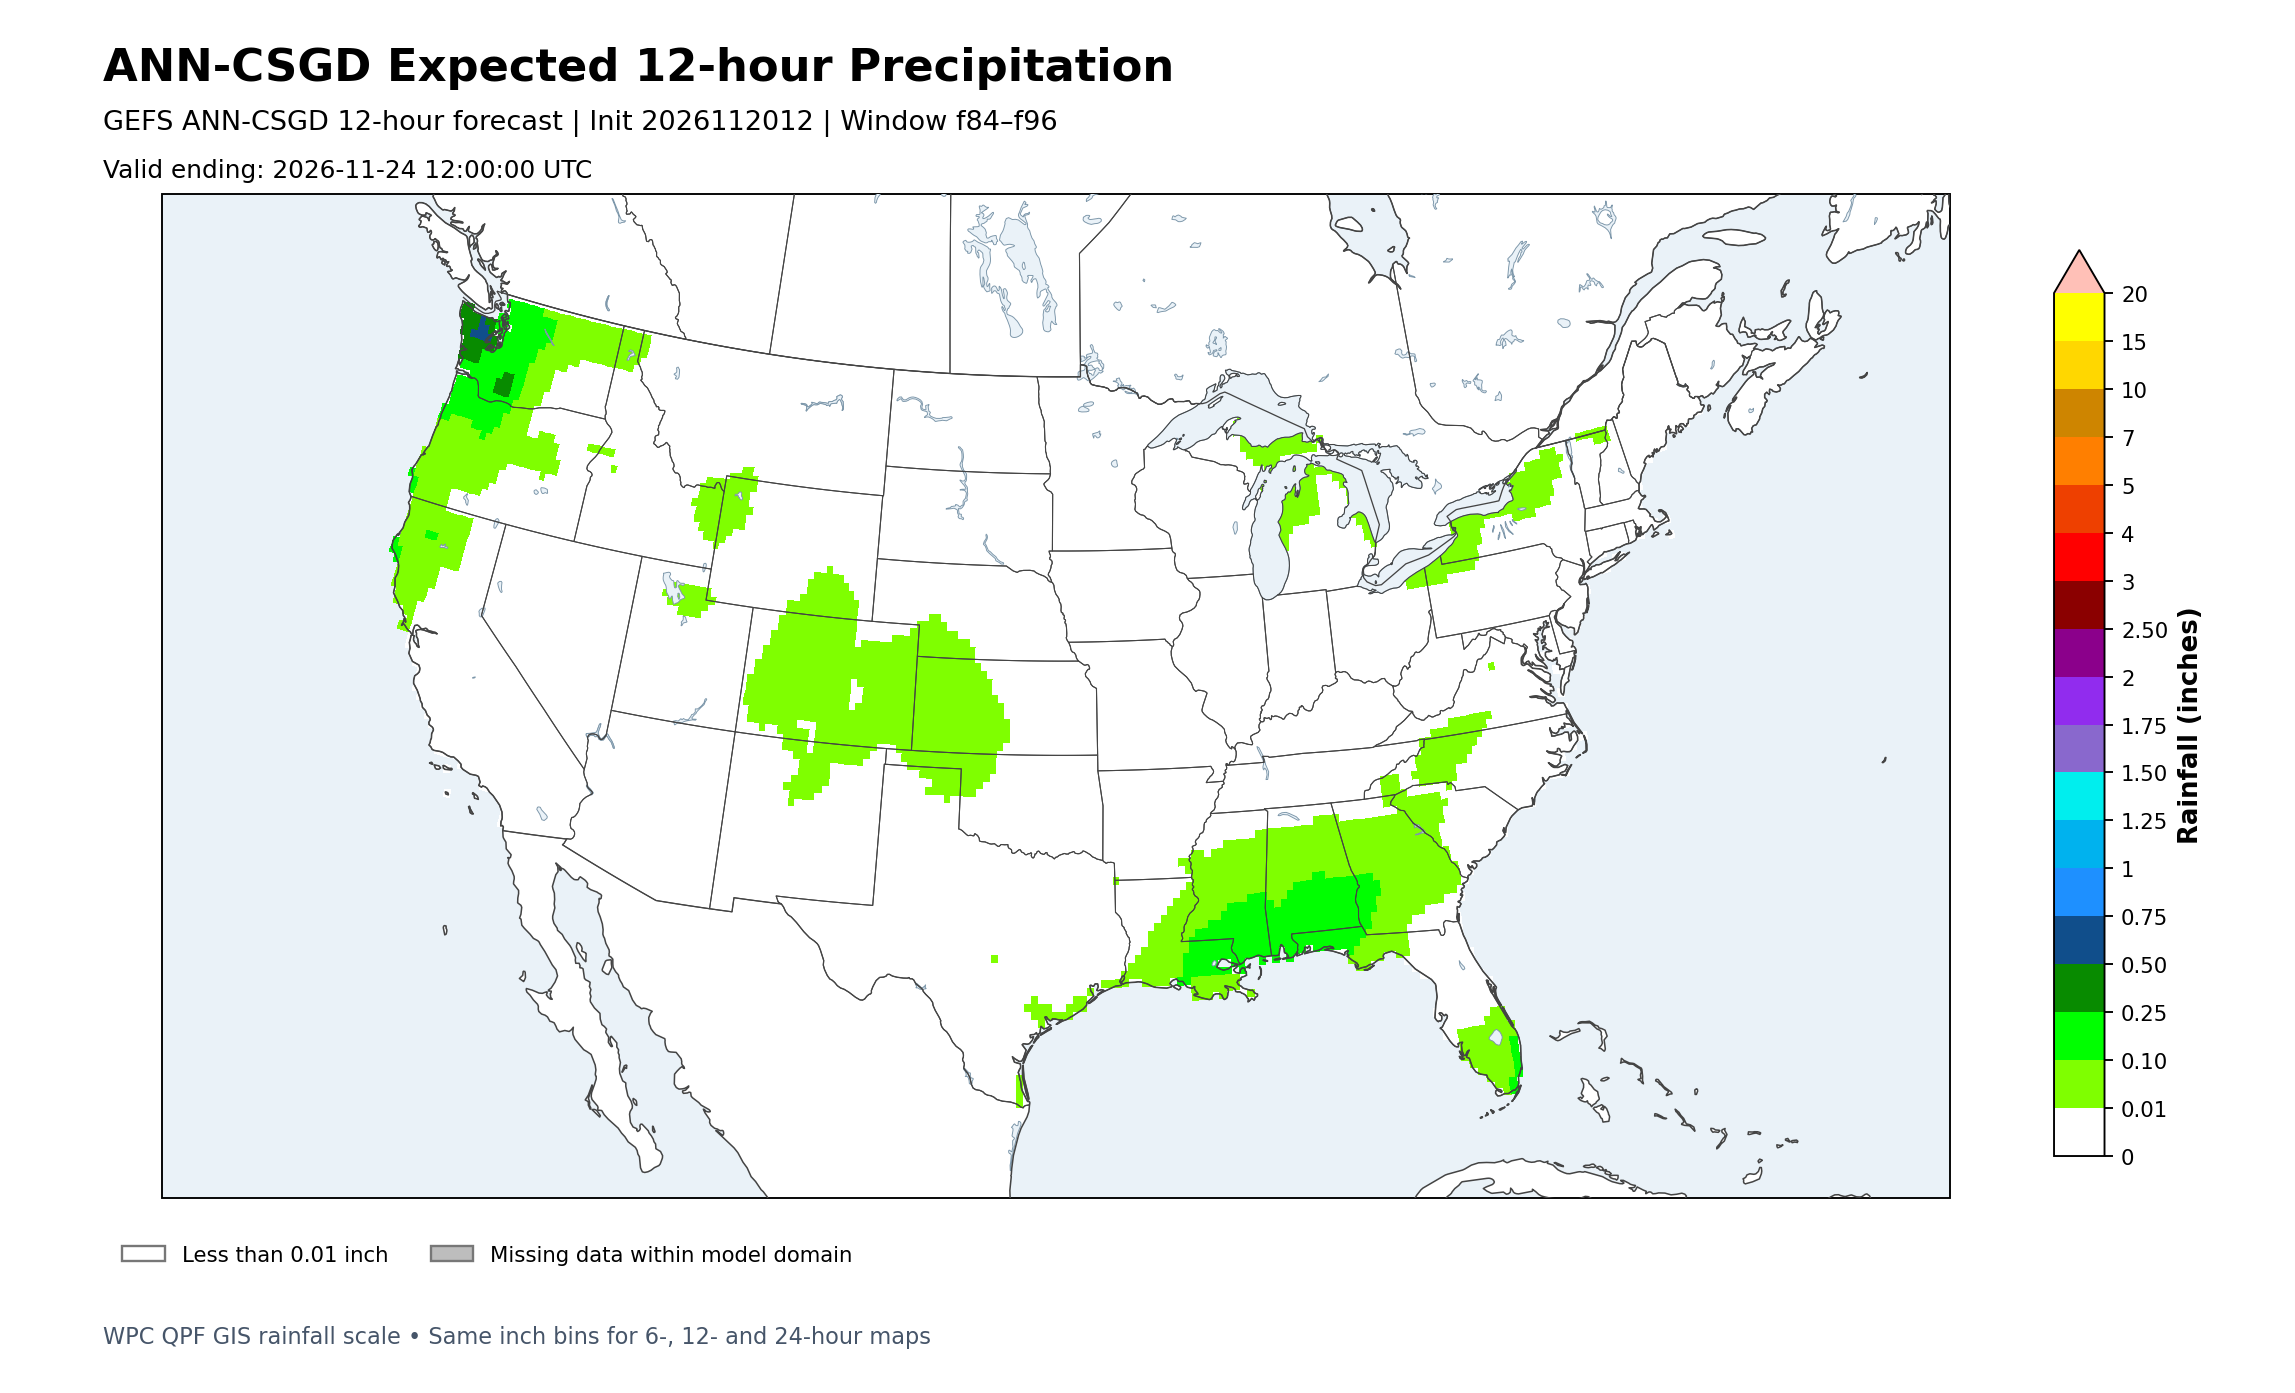 ANN-CSGD Expected 12-hour Precipitation
GEFS ANN-CSGD 12-hour forecast | Init 2026112012 | Window f84–f96
Valid ending: 2026-11-24 12:00:00 UTC
20
15
10
7
5
4
3
2.50
2
1.75
1.50
1.25
1
0.75
0.50
0.25
0.10
0.01
0
Rainfall (inches)
Less than 0.01 inch
Missing data within model domain
WPC QPF GIS rainfall scale • Same inch bins for 6-, 12- and 24-hour maps